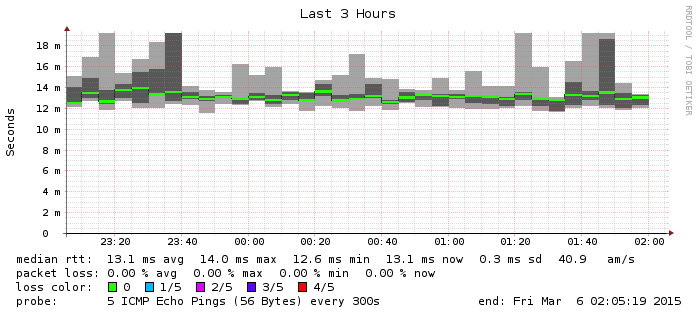 Last 3 Hours
RRDTOOL / TOBI OETIKER
Seconds
18 m
16 m
14 m
12 m
10 m
8 m
6 m
4 m
2 m
0
23:20 23:40 00:00 00:20 00:40 01:00 01:20 01:40 02:00
median rtt: 13.1 ms avg 14.0 ms max 12.6 ms min 13.1 ms now 0.3 ms sd 40.9 am/s
packet loss: 0.00 % avg 0.00 % max 0.00 % min 0.00 % now
loss color: 0 1/5 2/5 3/5 4/5
probe: 5 ICMP Echo Pings (56 Bytes) every 300s end: Fri Mar 6 02:05:19 2015